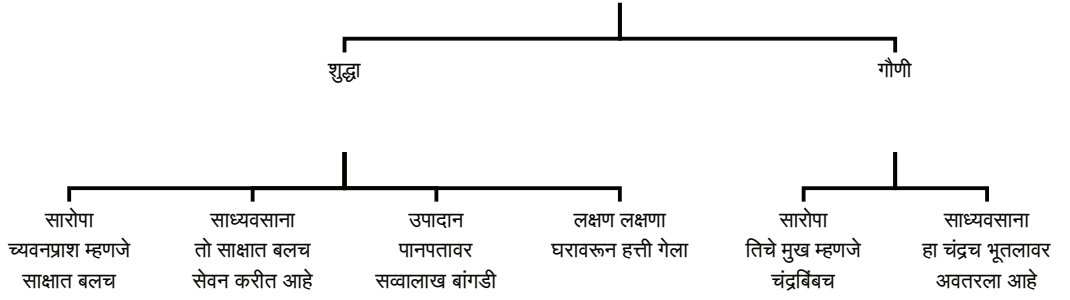 शुद्धा
गौणी
सारोपा
च्यवनप्राश म्हणजे
साक्षात बलच
साध्यवसाना
तो साक्षात बलच
सेवन करीत आहे
उपादान
पानपतावर
सव्वालाख बांगडी
लक्षण लक्षणा
घरावरून हत्ती गेला
सारोपा
तिचे मुख म्हणजे
चंद्रबिंबच
साध्यवसाना
हा चंद्रच भूतलावर
अवतरला आहे